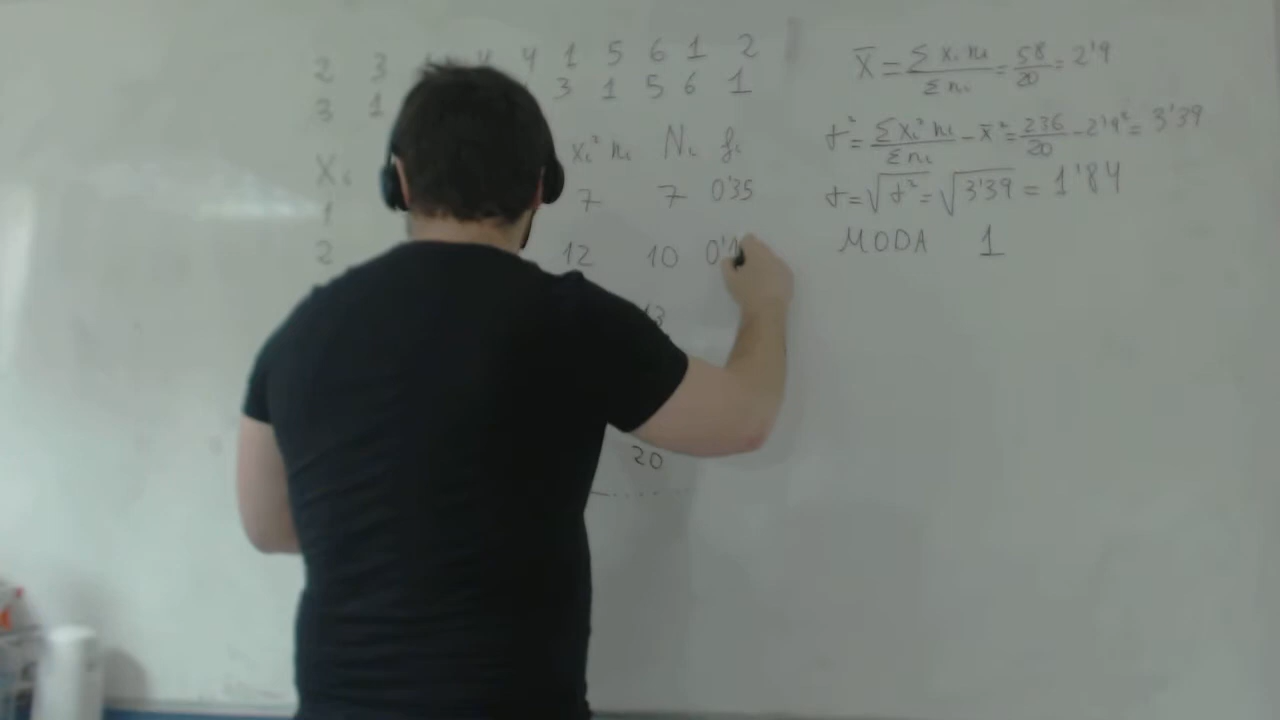 2 3 4 4 1 5 6 1 2
3 1 3 1 5 6 1
Xᵢ xᵢ² nᵢ Nᵢ fᵢ
1 7 7 0'35
2 12 10 0'1
13
20
X̄ = Σ xᵢ nᵢ / Σ nᵢ = 58/20 = 2'9
σ² = Σ xᵢ² nᵢ / Σ nᵢ - x̄² = 236/20 - 2'9² = 3'39
σ = √σ² = √3'39 = 1'84
MODA 1